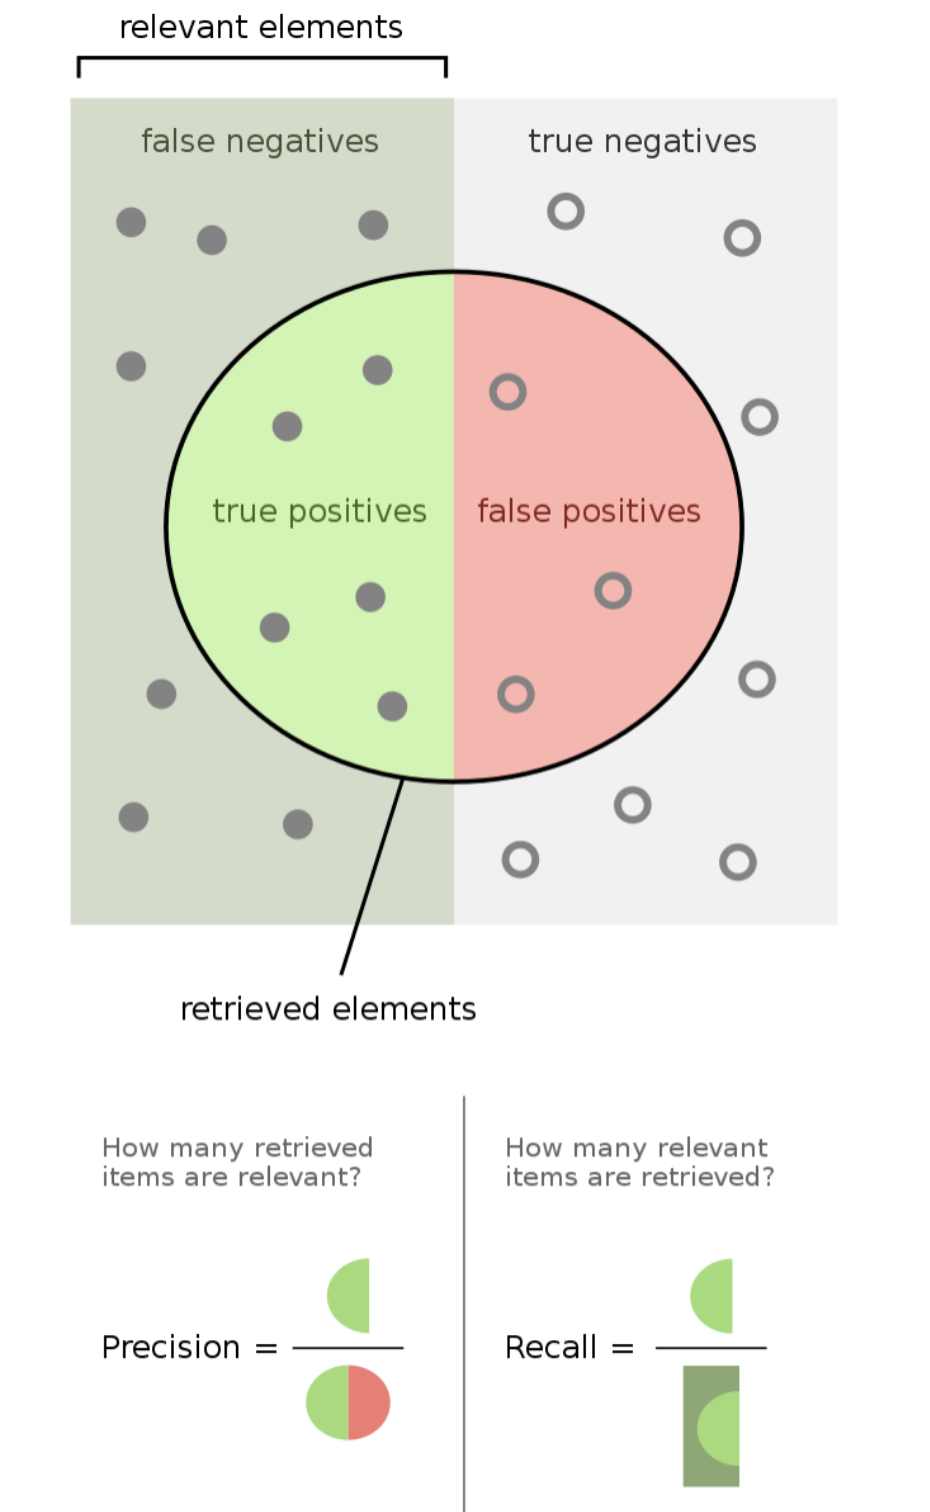 relevant elements
false negatives
true negatives
true positives
false positives
retrieved elements
How many retrieved
items are relevant?
How many relevant
items are retrieved?
Precision =
Recall =